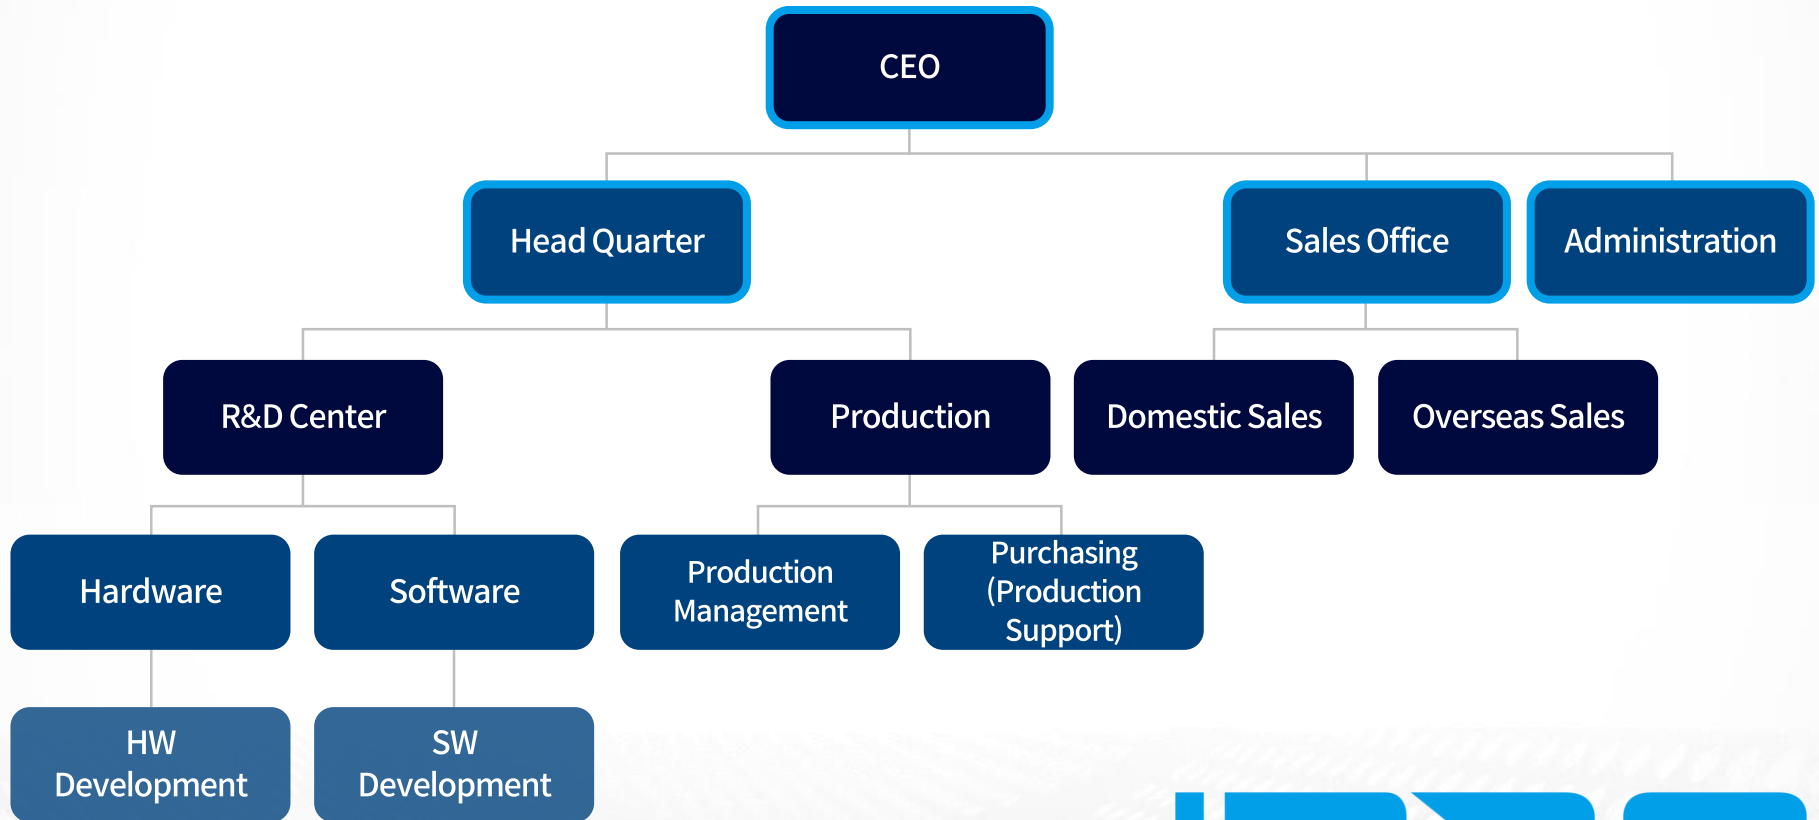 CEO
Head Quarter
Sales Office
Administration
R&D Center
Production
Domestic Sales
Overseas Sales
Hardware
Software
Production
Management
Purchasing
(Production
Support)
HW
Development
SW
Development